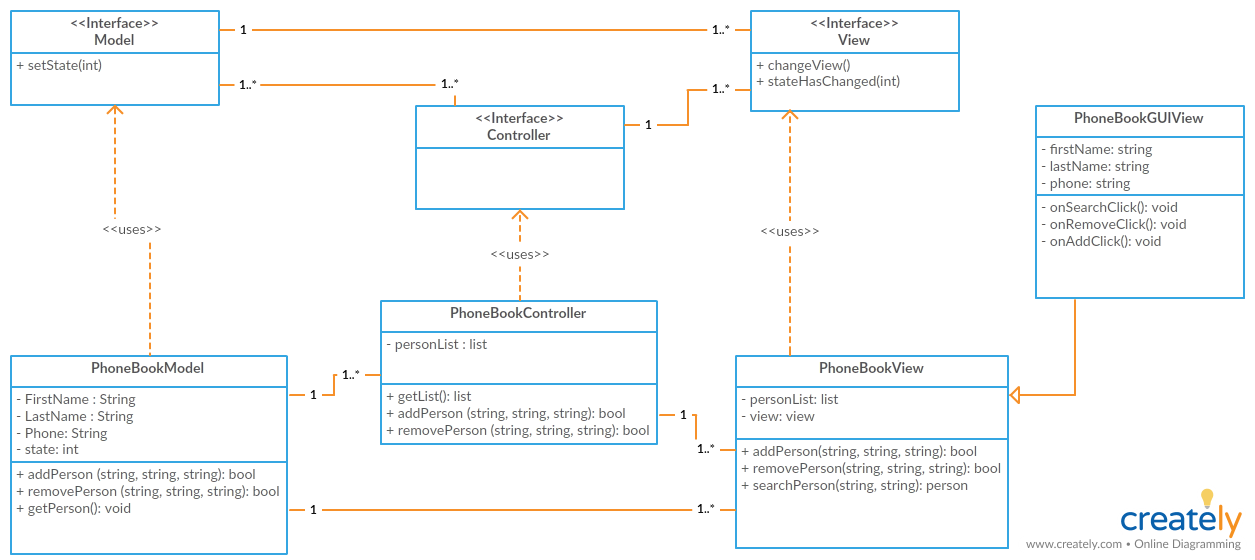 <<Interface>>
Model
+ setState(int)
1
1..*
<<Interface>>
View
+ changeView()
+ stateHasChanged(int)
1..*
1..*
<<Interface>>
Controller
1
1..*
PhoneBookGUIView
- firstName: string
- lastName: string
- phone: string
- onSearchClick(): void
- onRemoveClick(): void
- onAddClick(): void
<<uses>>
<<uses>>
<<uses>>
PhoneBookController
- personList : list
+ getList(): list
+ addPerson (string, string, string): bool
+ removePerson (string, string, string): bool
PhoneBookModel
- FirstName : String
- LastName : String
- Phone: String
- state: int
+ addPerson (string, string, string): bool
+ removePerson (string, string, string): bool
+ getPerson(): void
1
1..*
1
1..*
1
1..*
PhoneBookView
- personList: list
- view: view
+ addPerson(string, string, string): bool
+ removePerson(string, string, string): bool
+ searchPerson(string, string): person
creately
www.creately.com • Online Diagramming